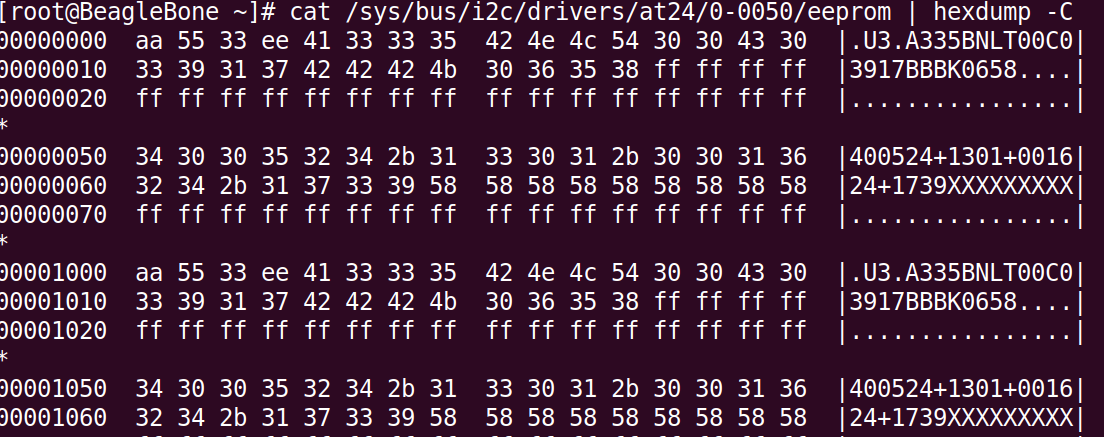 [root@BeagleBone ~]# cat /sys/bus/i2c/drivers/at24/0-0050/eeprom | hexdump -C
00000000  aa 55 33 ee 41 33 33 35  42 4e 4c 54 30 30 43 30  |.U3.A335BNLT00C0|
00000010  33 39 31 37 42 42 42 4b  30 36 35 38 ff ff ff ff  |3917BBBK0658....|
00000020  ff ff ff ff ff ff ff ff  ff ff ff ff ff ff ff ff  |................|
*
00000050  34 30 30 35 32 34 2b 31  33 30 31 2b 30 30 31 36  |400524+1301+0016|
00000060  32 34 2b 31 37 33 39 58  58 58 58 58 58 58 58 58  |24+1739XXXXXXXXX|
00000070  ff ff ff ff ff ff ff ff  ff ff ff ff ff ff ff ff  |................|
*
00001000  aa 55 33 ee 41 33 33 35  42 4e 4c 54 30 30 43 30  |.U3.A335BNLT00C0|
00001010  33 39 31 37 42 42 42 4b  30 36 35 38 ff ff ff ff  |3917BBBK0658....|
00001020  ff ff ff ff ff ff ff ff  ff ff ff ff ff ff ff ff  |................|
*
00001050  34 30 30 35 32 34 2b 31  33 30 31 2b 30 30 31 36  |400524+1301+0016|
00001060  32 34 2b 31 37 33 39 58  58 58 58 58 58 58 58 58  |24+1739XXXXXXXXX|